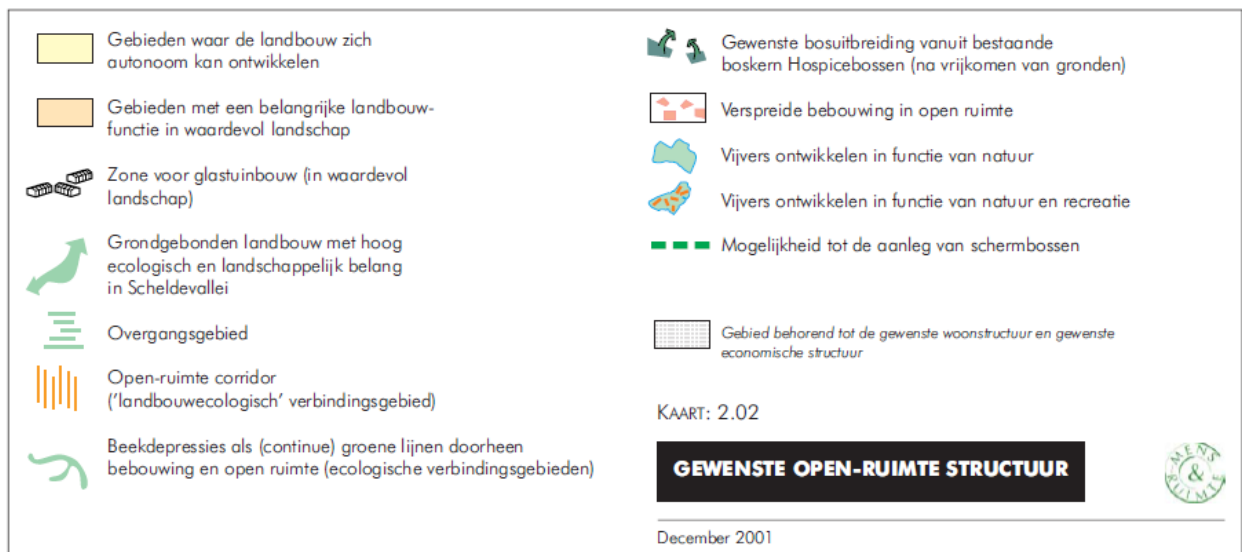 Gebieden waar de landbouw zich
autonoom kan ontwikkelen
Gebieden met een belangrijke landbouw-
functie in waardevol landschap
Zone voor glastuinbouw (in waardevol
landschap)
Grondgebonden landbouw met hoog
ecologisch en landschappelijk belang
in Scheldevallei
Overgangsgebied
Open-ruimte corridor
('landbouwecologisch' verbindingsgebied)
Beekdepressies als (continue) groene lijnen doorheen
bebouwing en open ruimte (ecologische verbindingsgebieden)
Gewenste bosuitbreiding vanuit bestaande
boskern Hospicebossen (na vrijkomen van gronden)
Verspreide bebouwing in open ruimte
Vijvers ontwikkelen in functie van natuur
Vijvers ontwikkelen in functie van natuur en recreatie
Mogelijkheid tot de aanleg van schermbossen
Gebied behorend tot de gewenste woonstructuur en gewenste
economische structuur
KAART: 2.02
GEWENSTE OPEN-RUIMTE STRUCTUUR
MENS
&
RUIMTE
December 2001